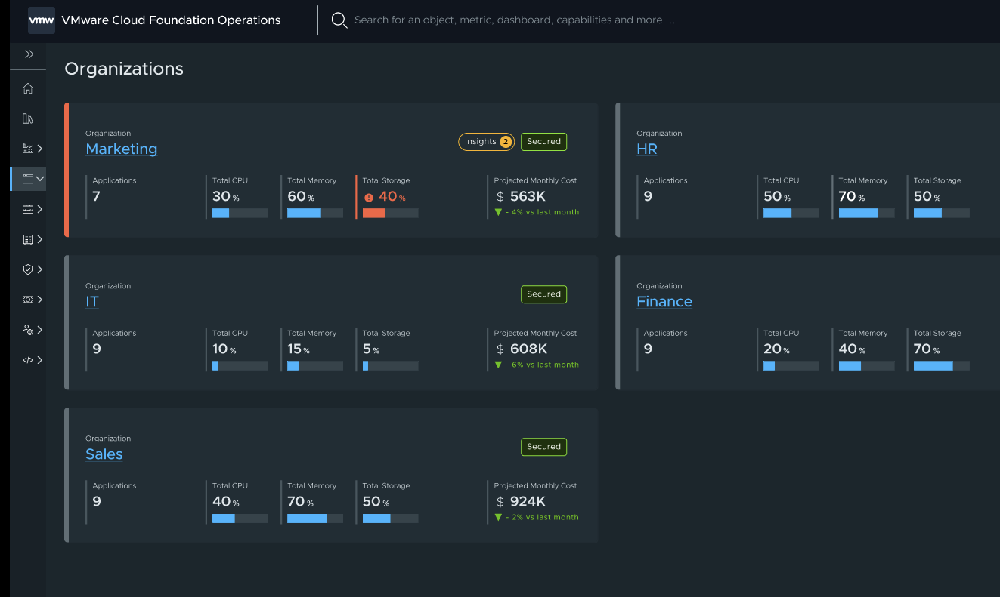 vmw VMware Cloud Foundation Operations
Search for an object, metric, dashboard, capabilities and more ...
Organizations
Organization
Marketing
Insights 2
Secured
Applications
7
Total CPU
30 %
Total Memory
60 %
Total Storage
40 %
Projected Monthly Cost
$ 563K
- 4% vs last month
Organization
HR
Applications
9
Total CPU
50 %
Total Memory
70 %
Total Storage
50 %
Organization
IT
Secured
Applications
9
Total CPU
10 %
Total Memory
15 %
Total Storage
5 %
Projected Monthly Cost
$ 608K
- 6% vs last month
Organization
Finance
Applications
9
Total CPU
20 %
Total Memory
40 %
Total Storage
70 %
Organization
Sales
Secured
Applications
9
Total CPU
40 %
Total Memory
70 %
Total Storage
50 %
Projected Monthly Cost
$ 924K
- 2% vs last month